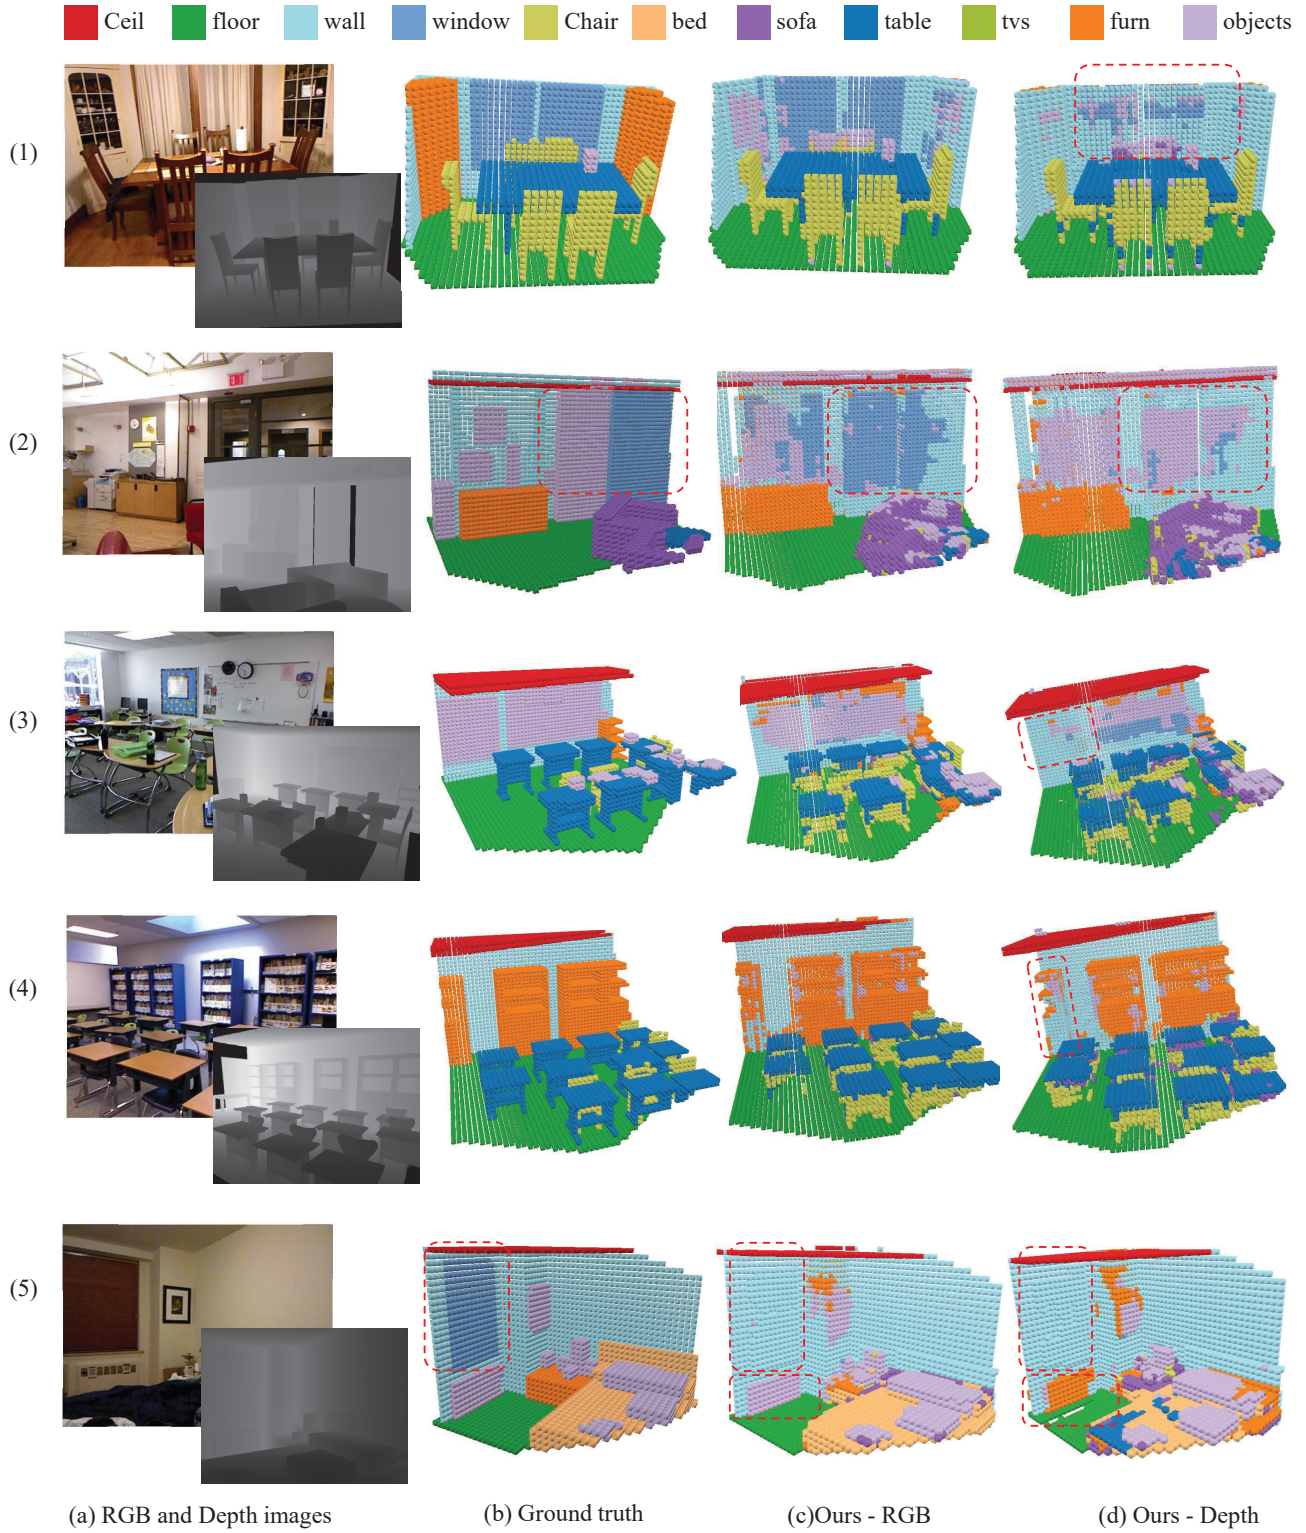 Ceil floor wall window Chair bed sofa table tvs furn objects
(1)
(2)
EXIT
(3)
(4)
(5)
(a) RGB and Depth images (b) Ground truth (c)Ours - RGB (d) Ours - Depth